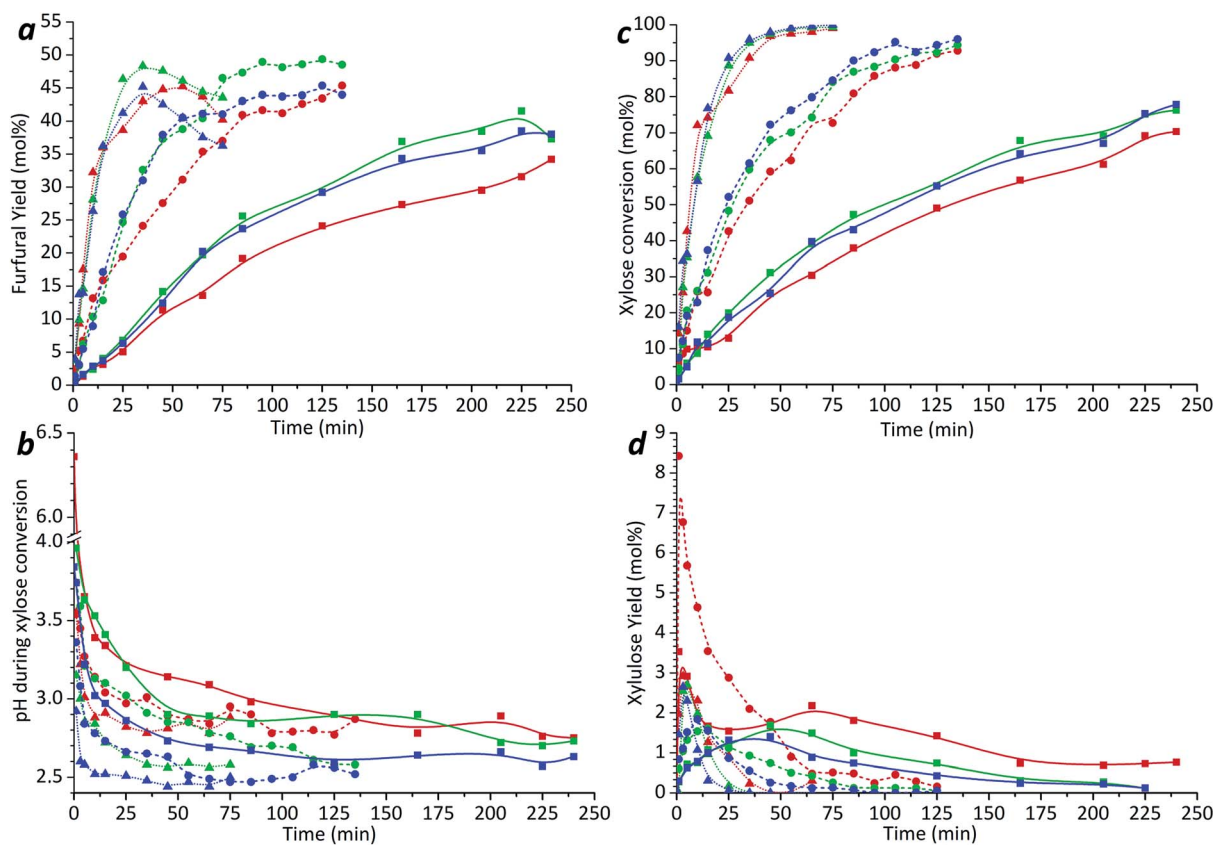 a
55
50
45
40
35
30
25
20
15
10
5
0
Furfural Yield (mol%)
0 25 50 75 100 125 150 175 200 225 250
Time (min)
c
100
90
80
70
60
50
40
30
20
10
0
Xylose conversion (mol%)
0 25 50 75 100 125 150 175 200 225 250
Time (min)
b
6.5
6.0
4.0
3.5
3.0
2.5
pH during xylose conversion
0 25 50 75 100 125 150 175 200 225 250
Time (min)
d
9
8
7
6
5
4
3
2
1
0
Xylulose Yield (mol%)
0 25 50 75 100 125 150 175 200 225 250
Time (min)